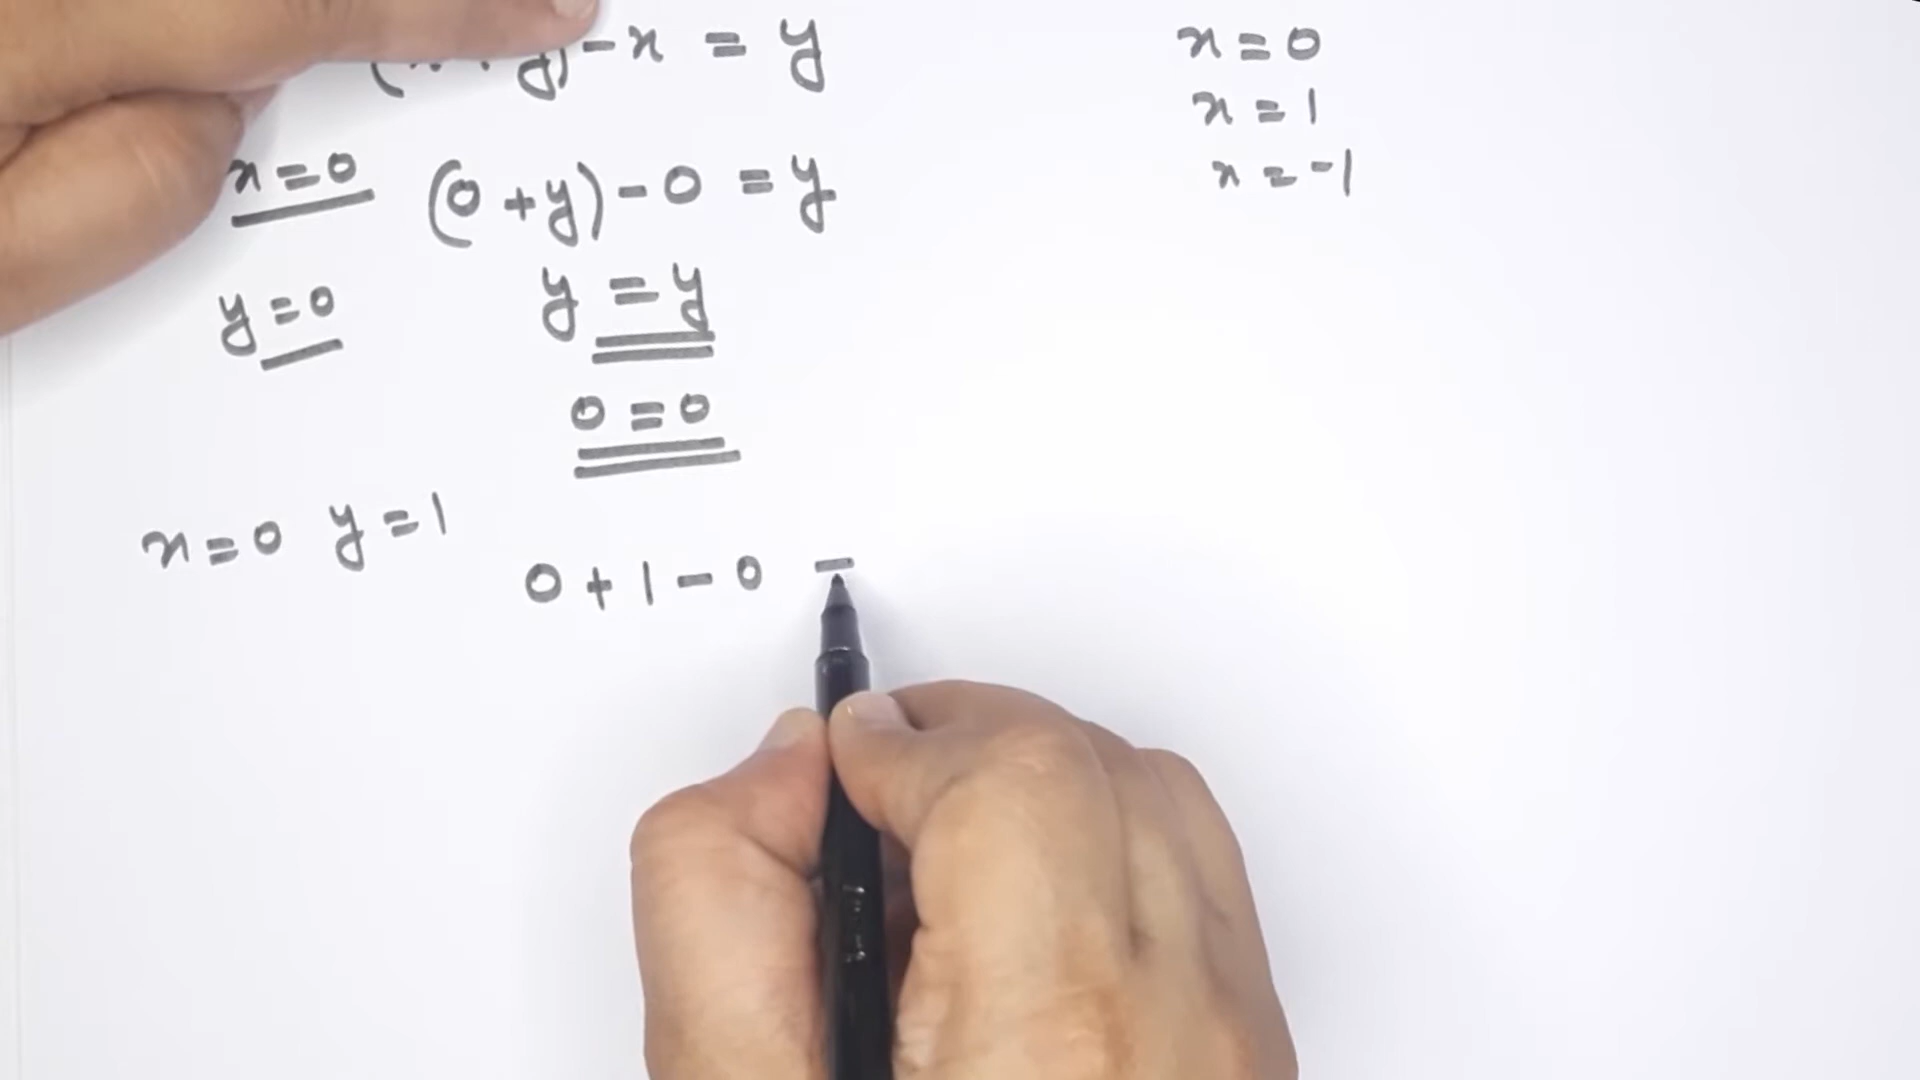 (x + y) - x = y
x = 0 (0 + y) - 0 = y
y = 0 y = y
0 = 0
x = 0 y = 1
0 + 1 - 0 =
x = 0
x = 1
x = -1